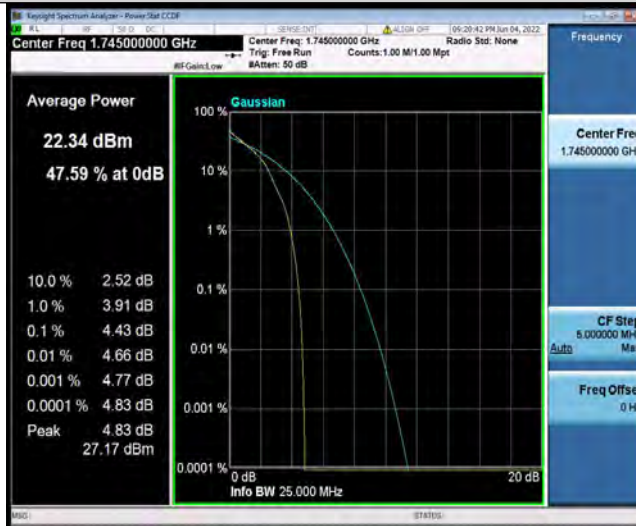 Keysight Spectrum Analyzer - Power Stat CCDF
RL RF 50 Ω DC SENSE:INT ALIGN OFF 09:20:42 PM Jun 04, 2022
Center Freq 1.745000000 GHz
Center Freq: 1.745000000 GHz Radio Std: None
Trig: Free Run Counts:1.00 M/1.00 Mpt
#IFGain:Low #Atten: 50 dB
Frequency
Average Power
22.34 dBm
47.59 % at 0dB
10.0 % 2.52 dB
1.0 % 3.91 dB
0.1 % 4.43 dB
0.01 % 4.66 dB
0.001 % 4.77 dB
0.0001 % 4.83 dB
Peak 4.83 dB
27.17 dBm
Gaussian
100 %
10 %
1 %
0.1 %
0.01 %
0.001 %
0.0001 %
0 dB 20 dB
Info BW 25.000 MHz
Center Fre
1.745000000 GH
CF Ste
5.000000 MH
Auto Ma
Freq Offse
0 H
MSG STATUS